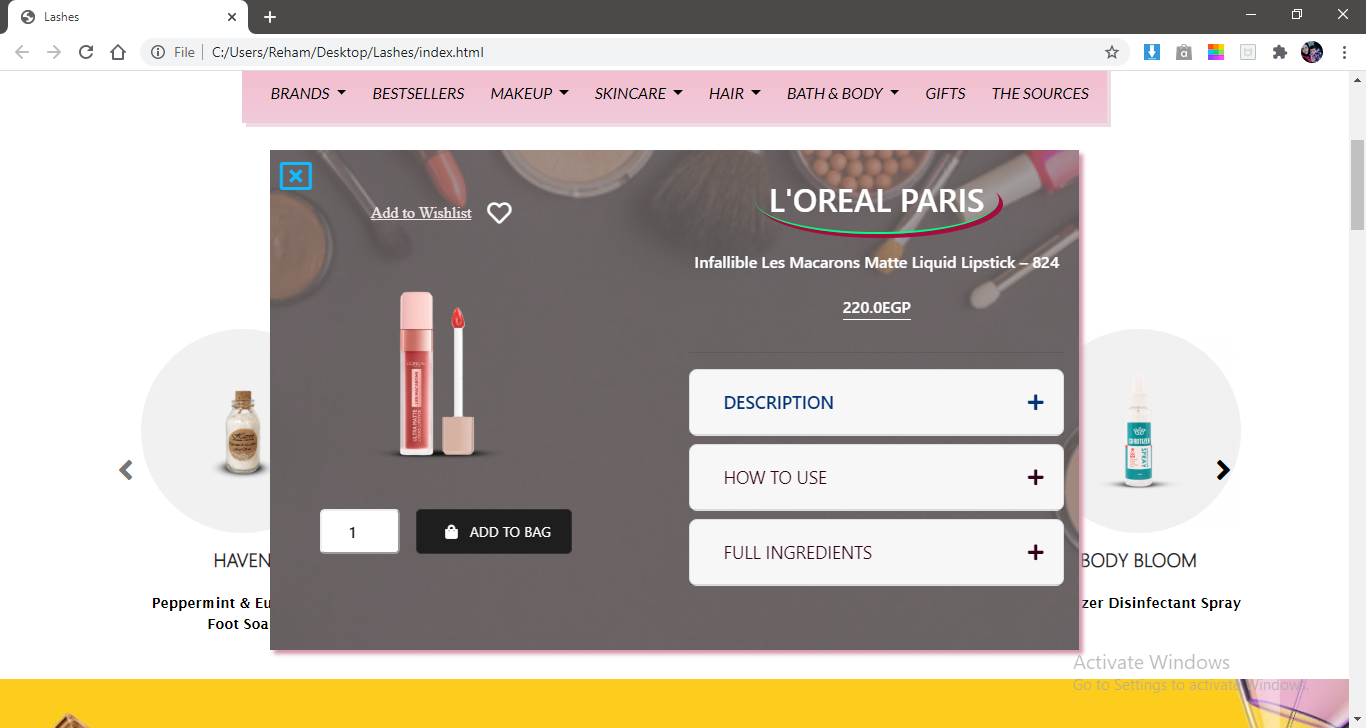 Lashes
File
C:/Users/Reham/Desktop/Lashes/index.html
BRANDS BESTSELLERS MAKEUP SKINCARE HAIR BATH & BODY GIFTS THE SOURCES
Add to Wishlist
L'OREAL PARIS
Infallible Les Macarons Matte Liquid Lipstick – 824
220.0EGP
DESCRIPTION
HOW TO USE
FULL INGREDIENTS
ULTRA MATTE
1
ADD TO BAG
HAVEN
Peppermint & Eu
Foot Soa
SPRAY
BODY BLOOM
zer Disinfectant Spray
Activate Windows
Go to Settings to activate Windows.